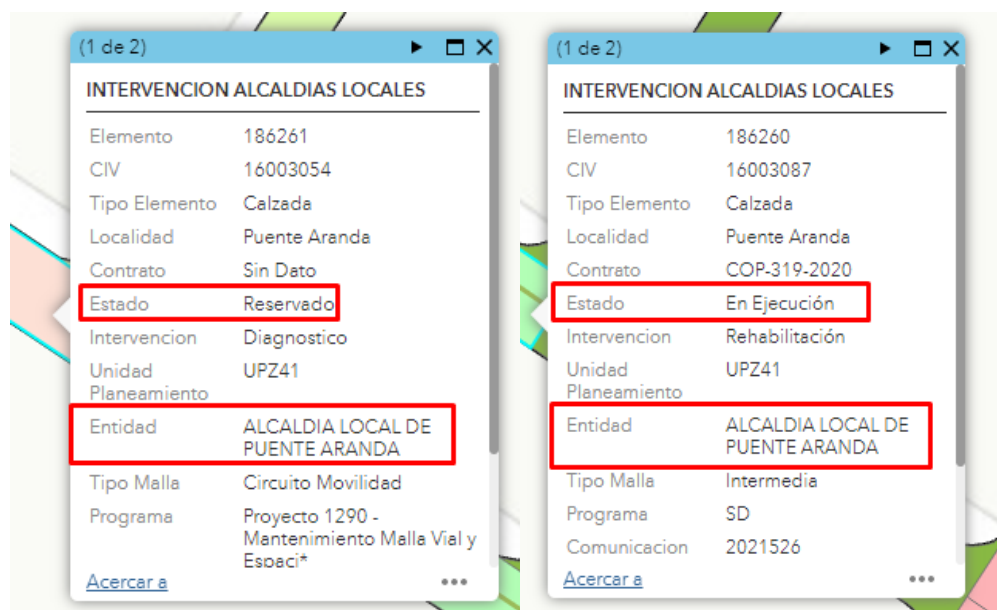 (1 de 2)
INTERVENCION ALCALDIAS LOCALES
Elemento 186261
CIV 16003054
Tipo Elemento Calzada
Localidad Puente Aranda
Contrato Sin Dato
Estado Reservado
Intervencion Diagnostico
Unidad UPZ41
Planeamiento
Entidad ALCALDIA LOCAL DE
PUENTE ARANDA
Tipo Malla Circuito Movilidad
Programa Proyecto 1290 -
Mantenimiento Malla Vial y
Espaci*
Acercar a
(1 de 2)
INTERVENCION ALCALDIAS LOCALES
Elemento 186260
CIV 16003087
Tipo Elemento Calzada
Localidad Puente Aranda
Contrato COP-319-2020
Estado En Ejecución
Intervencion Rehabilitación
Unidad UPZ41
Planeamiento
Entidad ALCALDIA LOCAL DE
PUENTE ARANDA
Tipo Malla Intermedia
Programa SD
Comunicacion 2021526
Acercar a